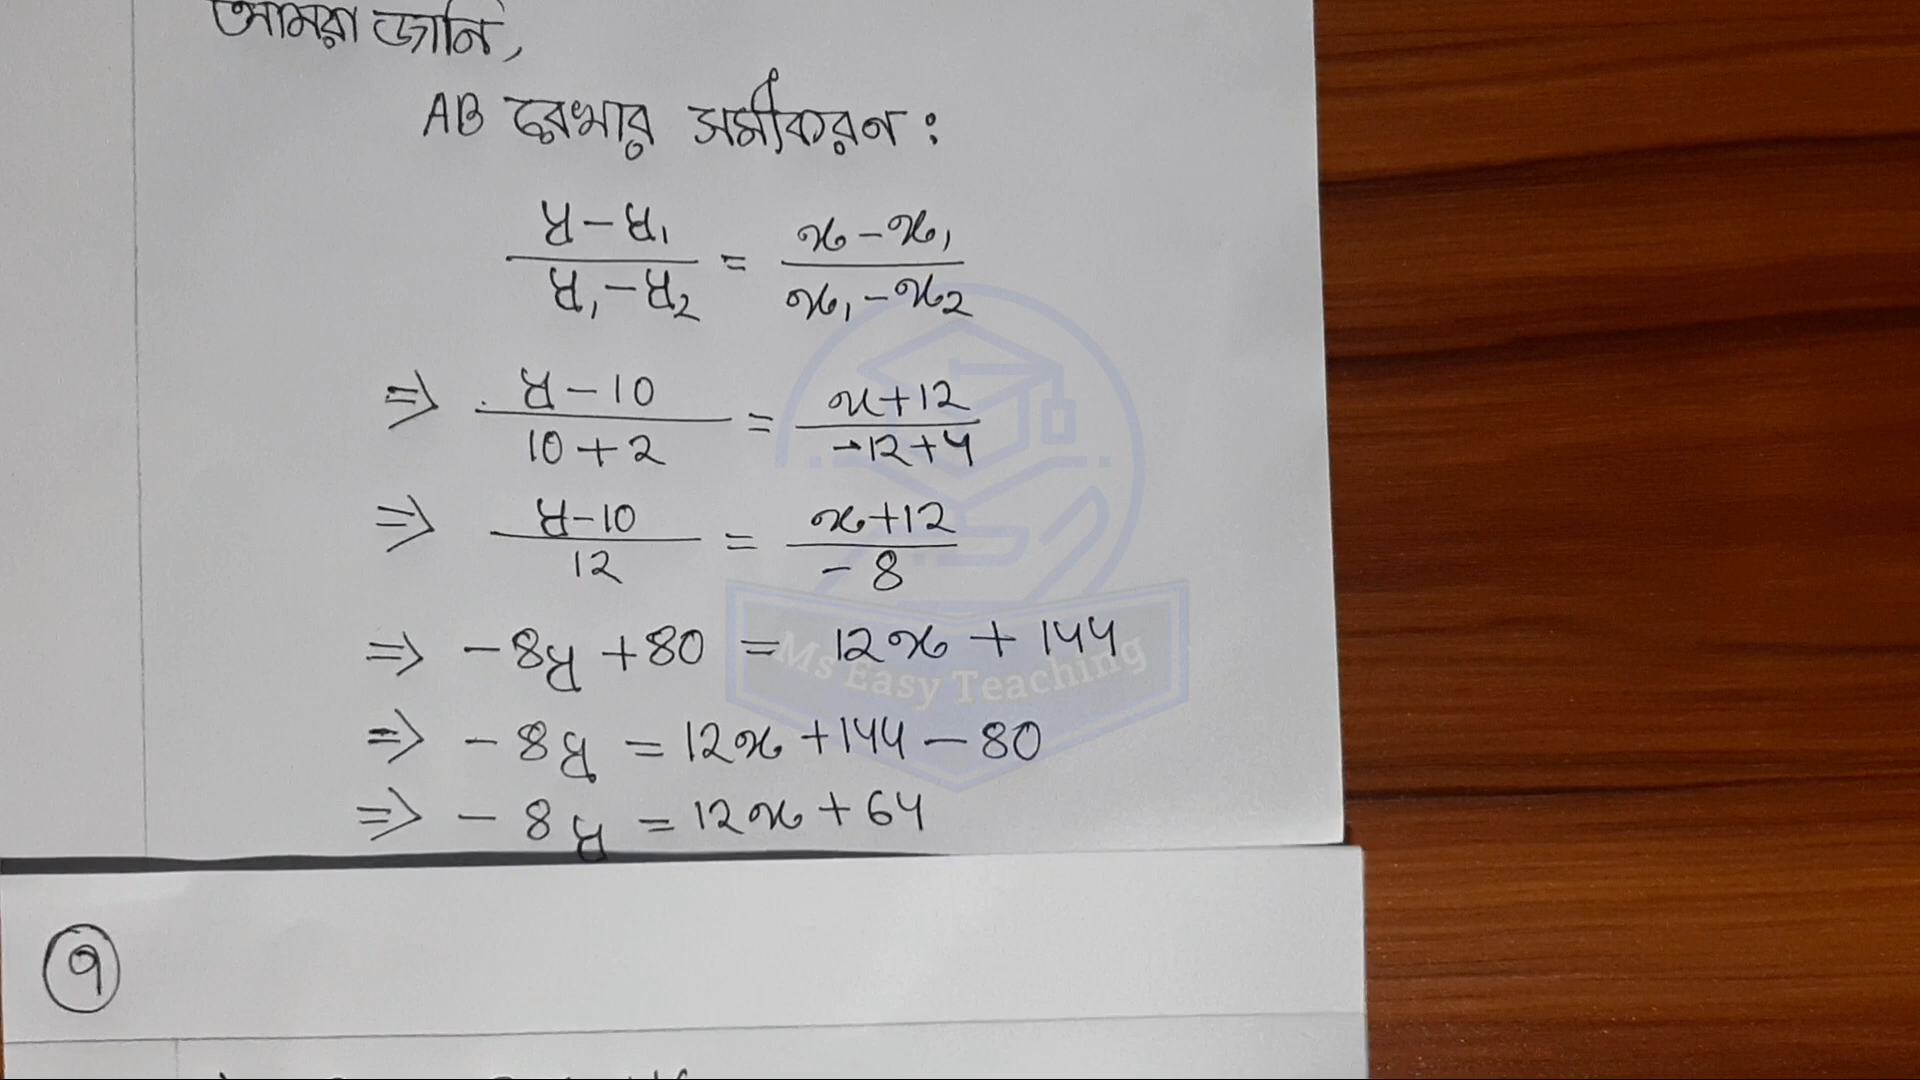 আমরা জানি,
AB রেখার সমীকরণ :
(y-y₁)/(y₁-y₂) = (x-x₁)/(x₁-x₂)
=> (y-10)/(10+2) = (x+12)/(-12+4)
=> (y-10)/12 = (x+12)/-8
=> -8y+80 = 12x+144
=> -8y = 12x+144-80
=> -8y = 12x+64
Ms Easy Teaching
৭